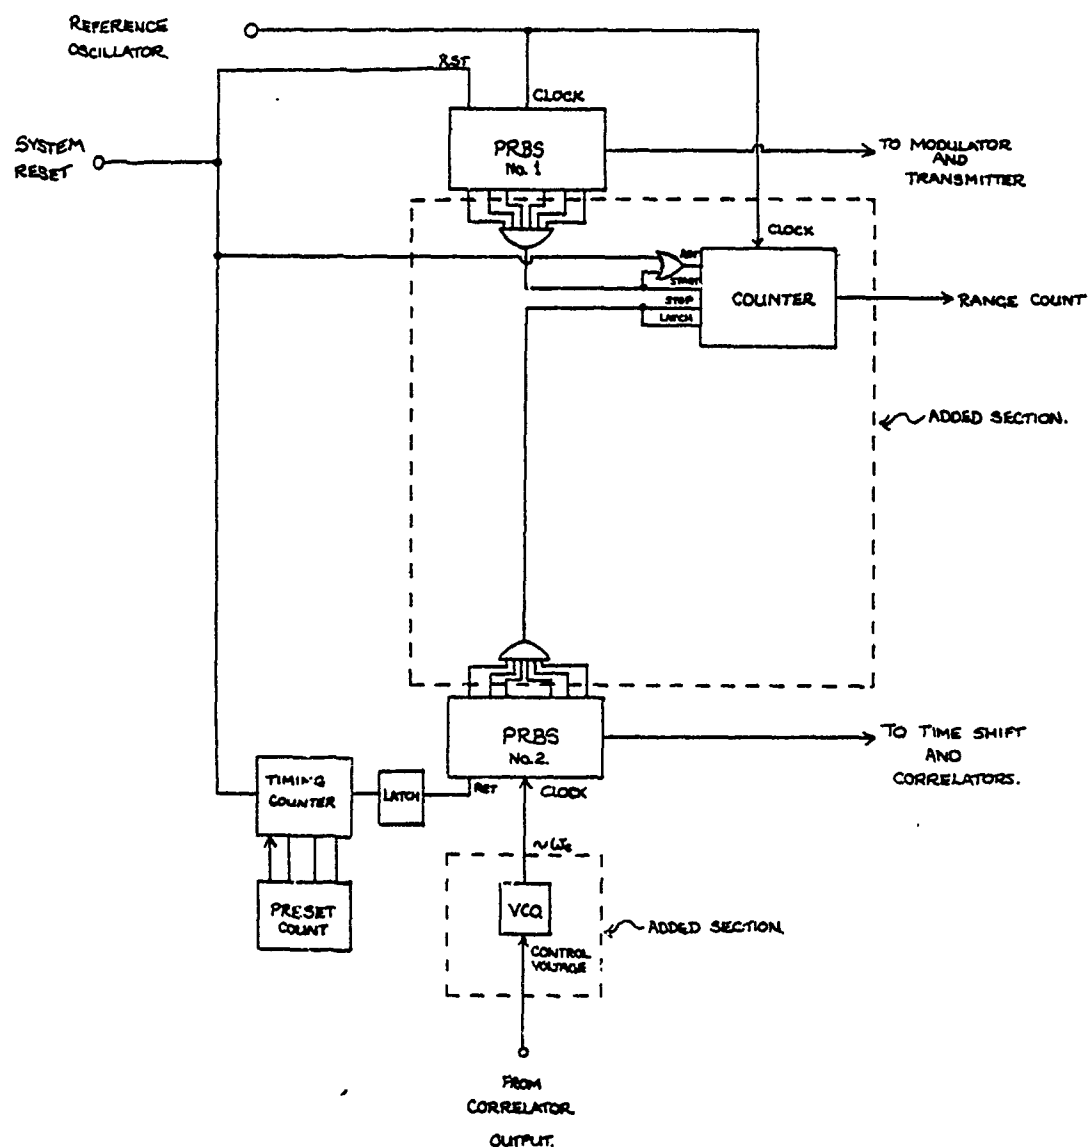 REFERENCE
OSCILLATOR
RST
CLOCK
SYSTEM
RESET
PRBS
No. 1
TO MODULATOR
AND
TRANSMITTER
CLOCK
START
STOP
LATCH
COUNTER
RANGE COUNT
ADDED SECTION.
PRBS
No.2.
TO TIME SHIFT
AND
CORRELATORS.
TIMING
COUNTER
LATCH
RST
CLOCK
PRESET
COUNT
VCO
ADDED SECTION
CONTROL
VOLTAGE
FROM
CORRELATOR
OUTPUT.